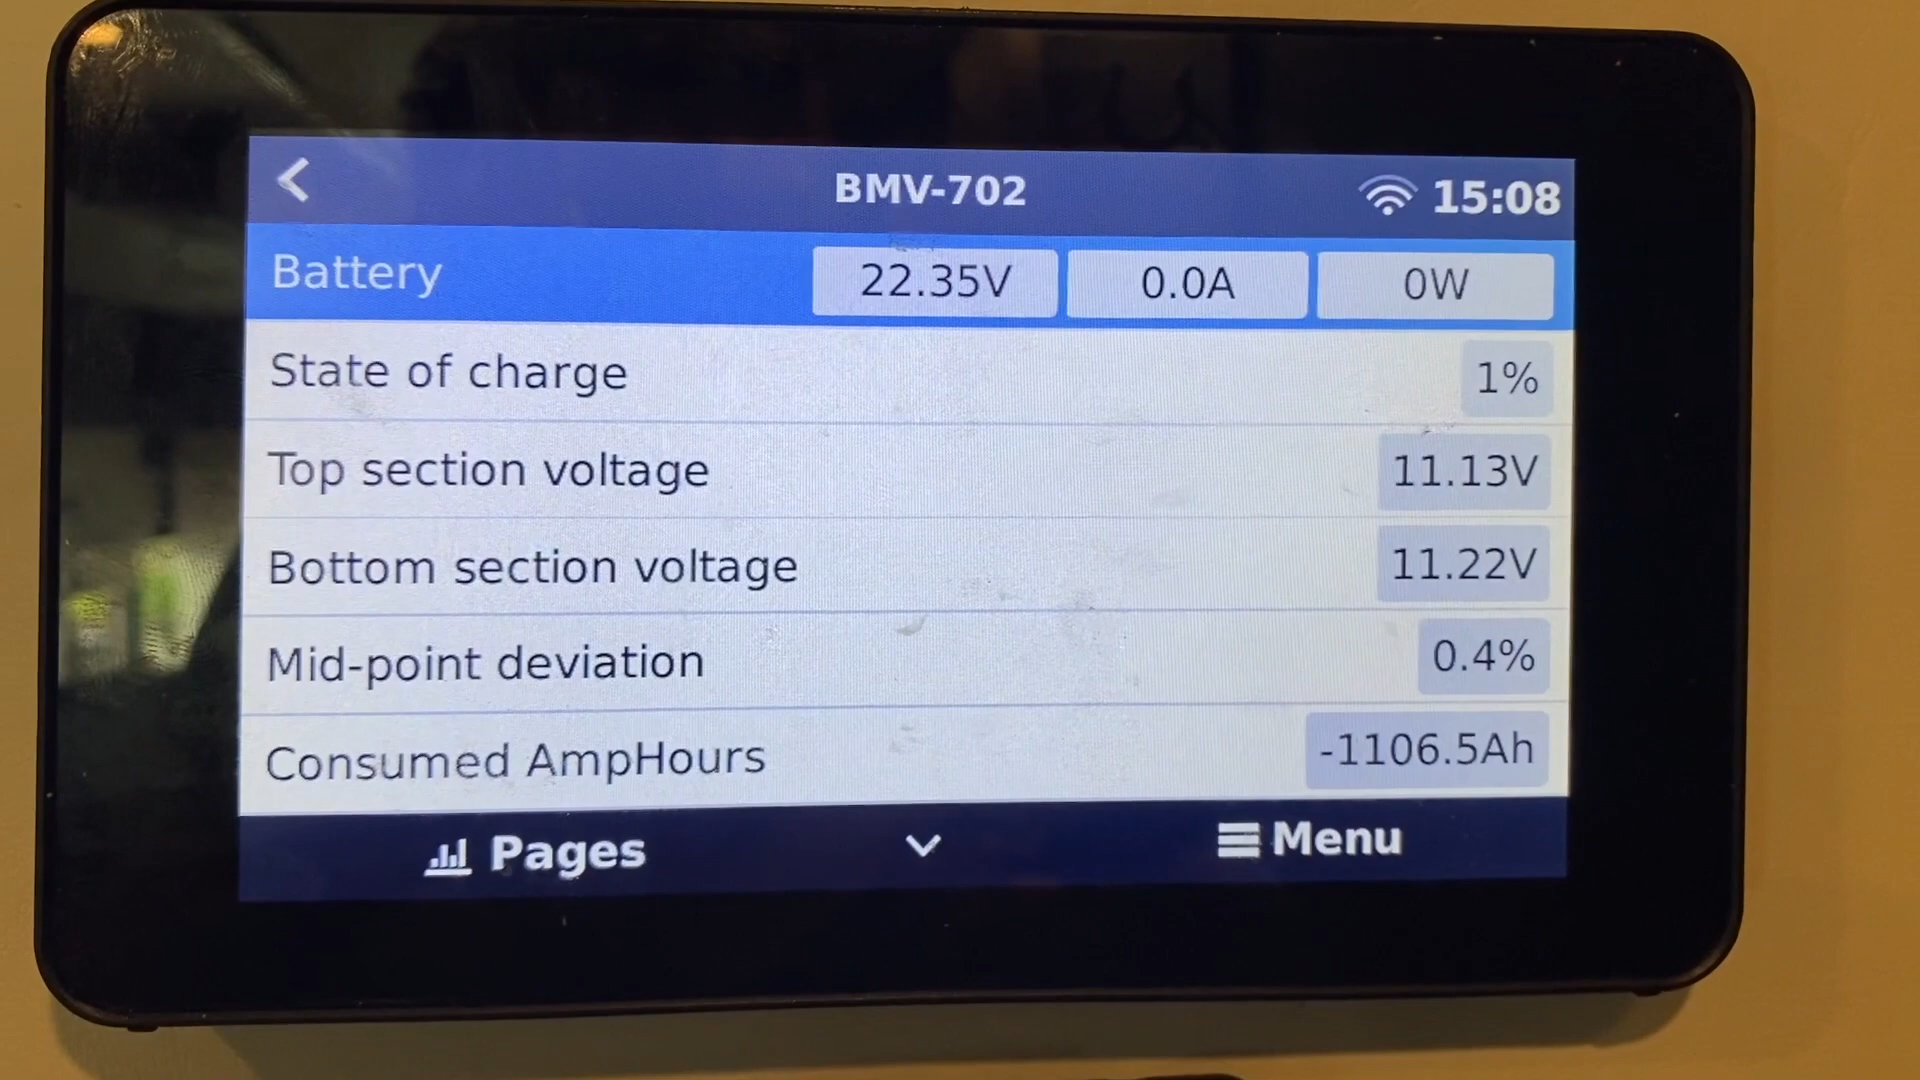 BMV-702 15:08
Battery 22.35V 0.0A 0W
State of charge 1%
Top section voltage 11.13V
Bottom section voltage 11.22V
Mid-point deviation 0.4%
Consumed AmpHours -1106.5Ah
Pages Menu